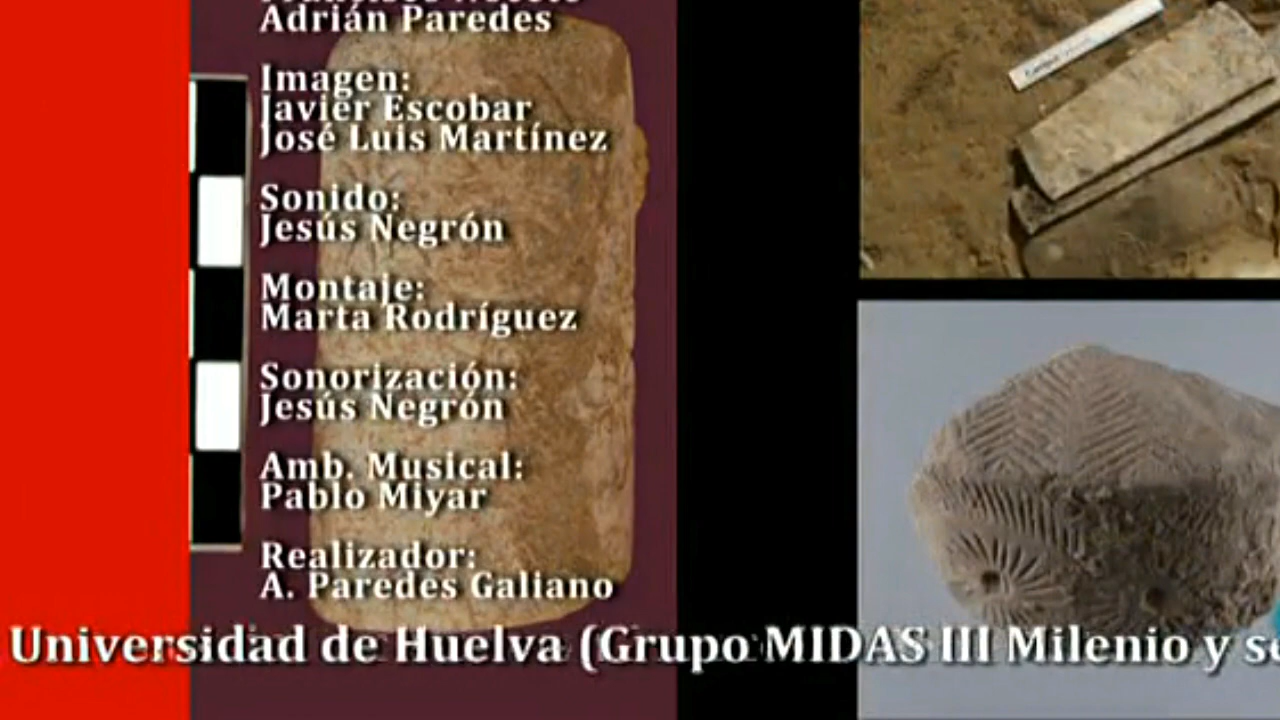 Adrián Paredes
Imagen:
Javier Escobar
José Luis Martínez
Sonido:
Jesús Negrón
Montaje:
Marta Rodríguez
Sonorización:
Jesús Negrón
Amb. Musical:
Pablo Miyar
Realizador:
A. Paredes Galiano
Universidad de Huelva (Grupo MIDAS III Milenio y